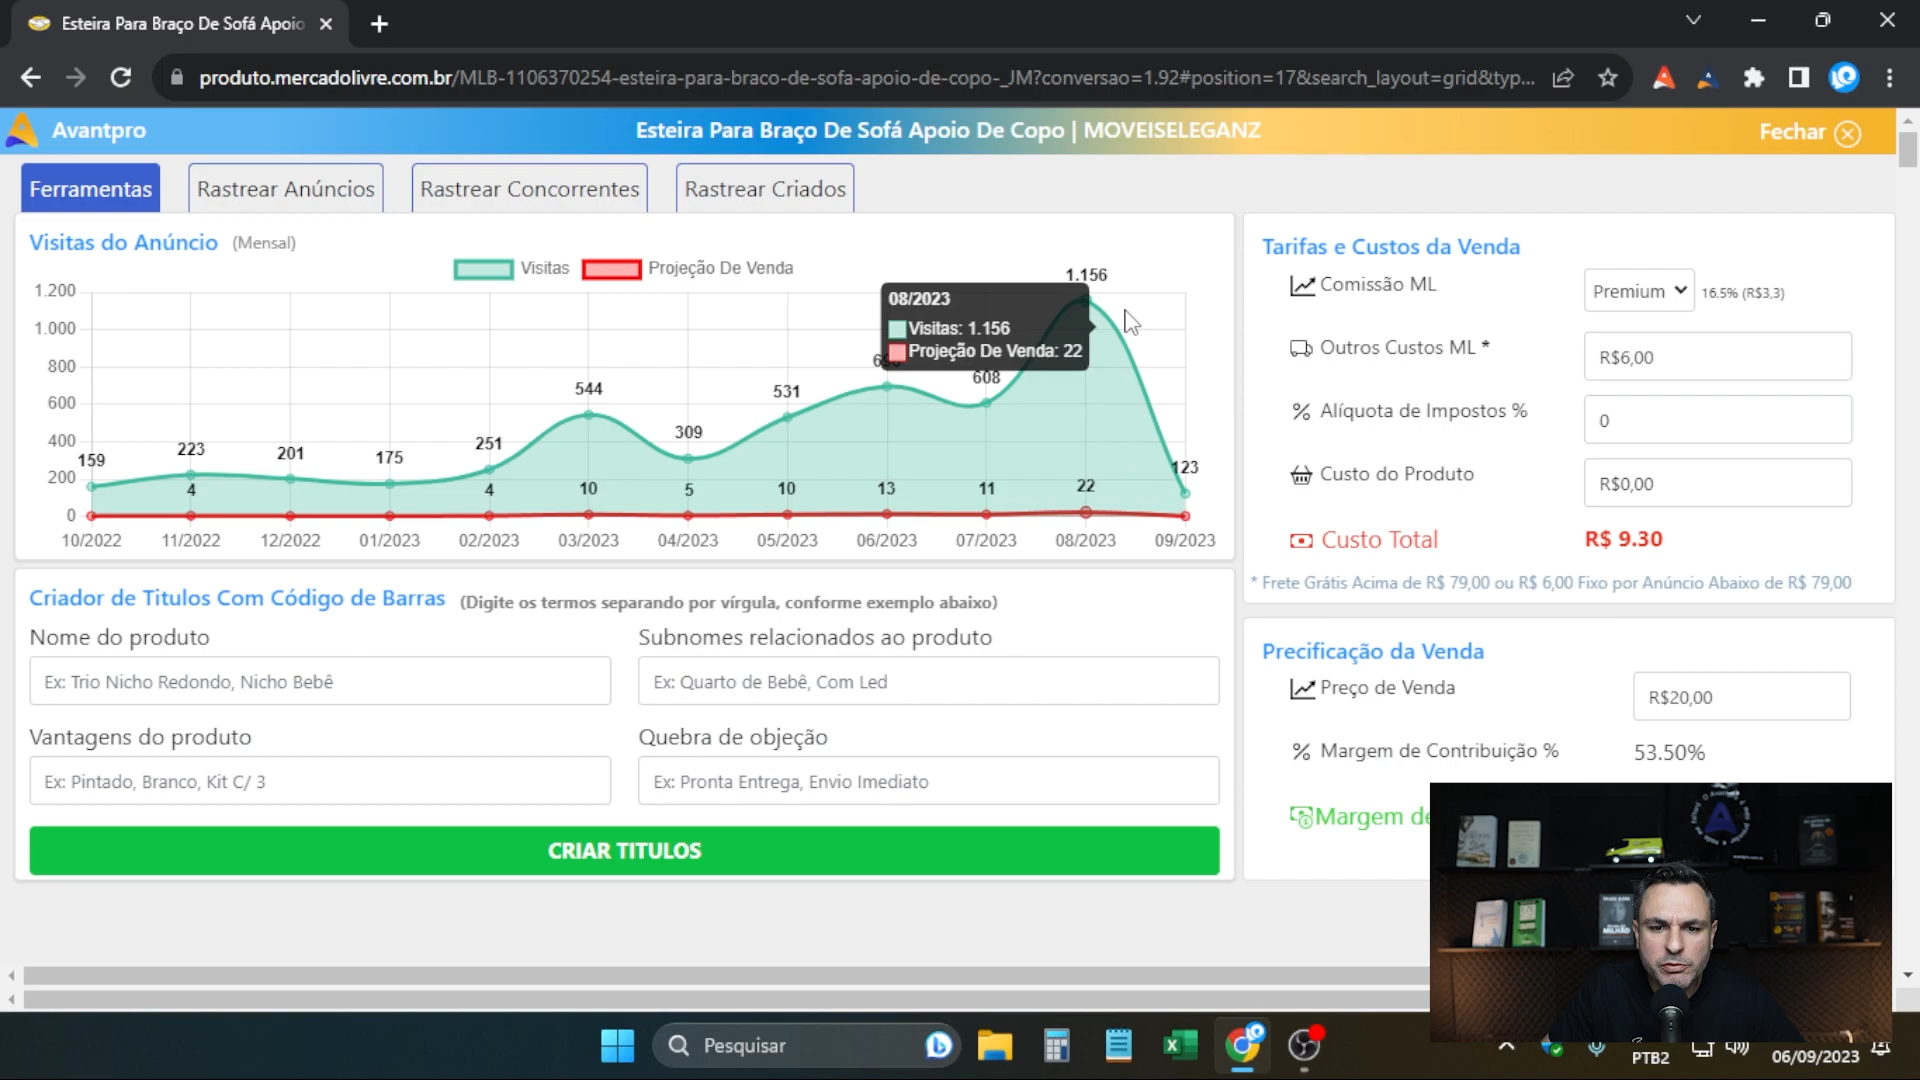 Esteira Para Braço De Sofá Apoio
produto.mercadolivre.com.br/MLB-1106370254-esteira-para-braco-de-sofa-apoio-de-copo-_JM?conversao=1.92#position=17&search_layout=grid&typ...
Avantpro
Esteira Para Braço De Sofá Apoio De Copo | MOVEISELEGANZ
Fechar
Ferramentas
Rastrear Anúncios
Rastrear Concorrentes
Rastrear Criados
Visitas do Anúncio (Mensal)
Visitas
Projeção De Venda
1.200
1.000
800
600
400
200
0
159
223
201
175
251
544
309
531
608
1.156
123
4
4
10
5
10
13
11
22
08/2023
Visitas: 1.156
Projeção De Venda: 22
10/2022
11/2022
12/2022
01/2023
02/2023
03/2023
04/2023
05/2023
06/2023
07/2023
08/2023
09/2023
Criador de Titulos Com Código de Barras (Digite os termos separando por vírgula, conforme exemplo abaixo)
Nome do produto
Subnomes relacionados ao produto
Ex: Trio Nicho Redondo, Nicho Bebê
Ex: Quarto de Bebê, Com Led
Vantagens do produto
Quebra de objeção
Ex: Pintado, Branco, Kit C/ 3
Ex: Pronta Entrega, Envio Imediato
CRIAR TITULOS
Tarifas e Custos da Venda
Comissão ML
Premium
16.5% (R$3,3)
Outros Custos ML *
R$6,00
Alíquota de Impostos %
0
Custo do Produto
R$0,00
Custo Total
R$ 9.30
* Frete Grátis Acima de R$ 79,00 ou R$ 6,00 Fixo por Anúncio Abaixo de R$ 79,00
Precificação da Venda
Preço de Venda
R$20,00
Margem de Contribuição %
53.50%
Margem de
Pesquisar
PTB2
06/09/2023